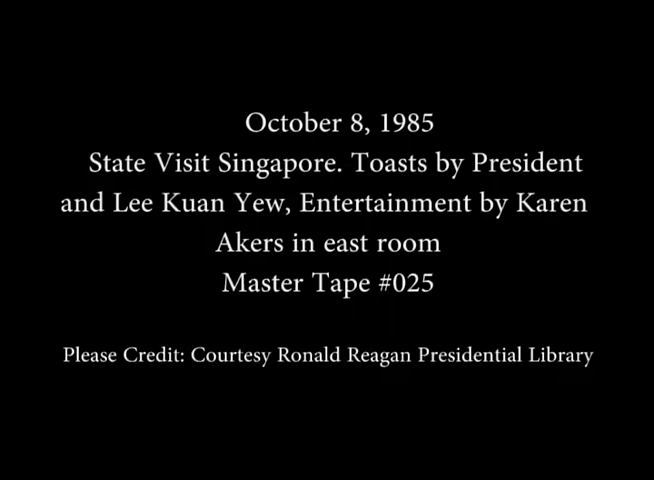 October 8, 1985
State Visit Singapore. Toasts by President
and Lee Kuan Yew, Entertainment by Karen
Akers in east room
Master Tape #025
Please Credit: Courtesy Ronald Reagan Presidential Library